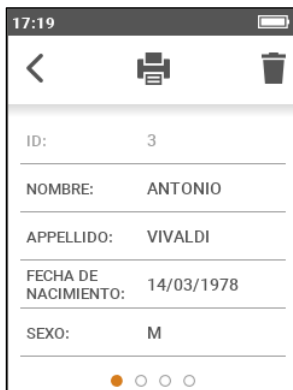 17:19
ID: 3
NOMBRE: ANTONIO
APPELLIDO: VIVALDI
FECHA DE
NACIMIENTO: 14/03/1978
SEXO: M